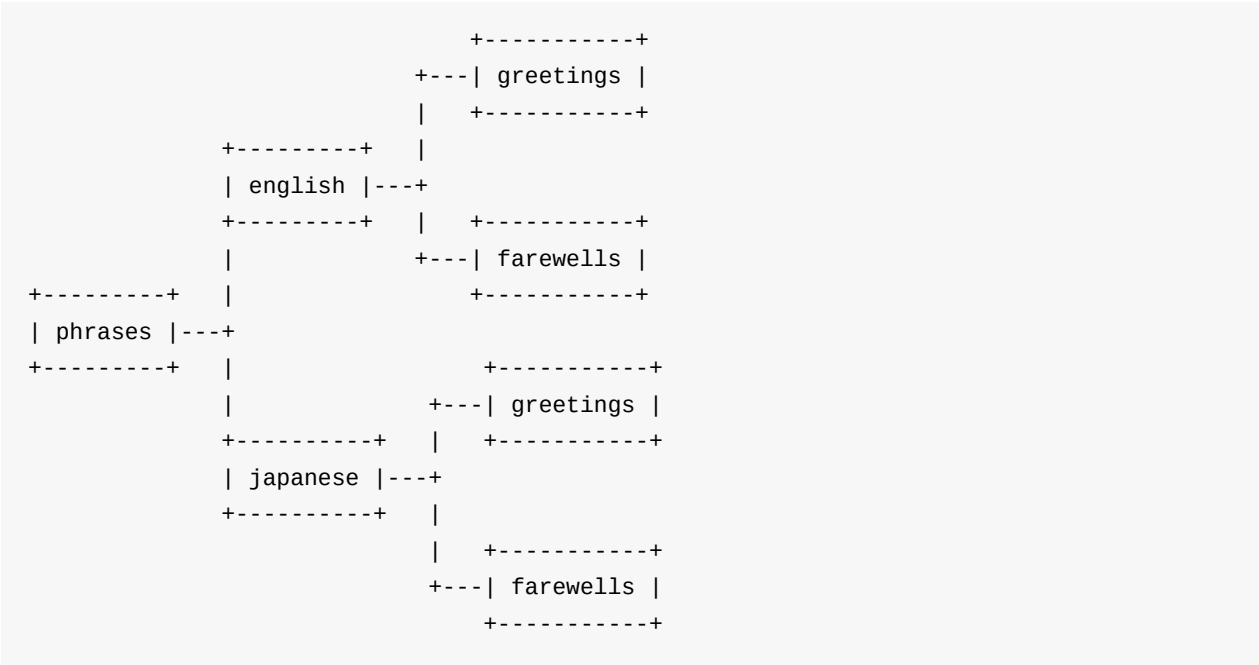 +-----------+
                             +---| greetings |
                             |   +-----------+
               +---------+   |
               | english |---+
               +---------+   |   +-----------+
               |             +---| farewells |
 +---------+   |                 +-----------+
 | phrases |---+
 +---------+   |                  +-----------+
               |              +---| greetings |
               +----------+   |   +-----------+
               | japanese |---+
               +----------+   |
                              |   +-----------+
                              +---| farewells |
                                  +-----------+